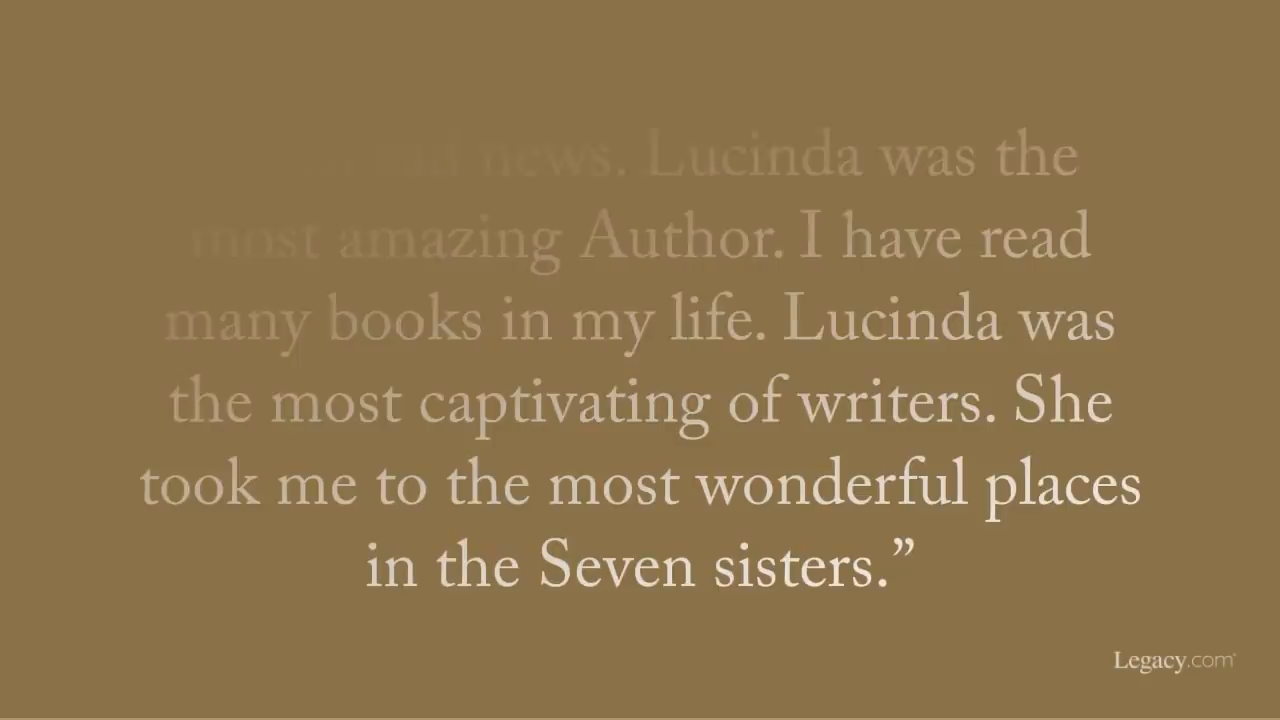 news. Lucinda was the
most amazing Author. I have read
many books in my life. Lucinda was
the most captivating of writers. She
took me to the most wonderful places
in the Seven sisters.”
Legacy.com